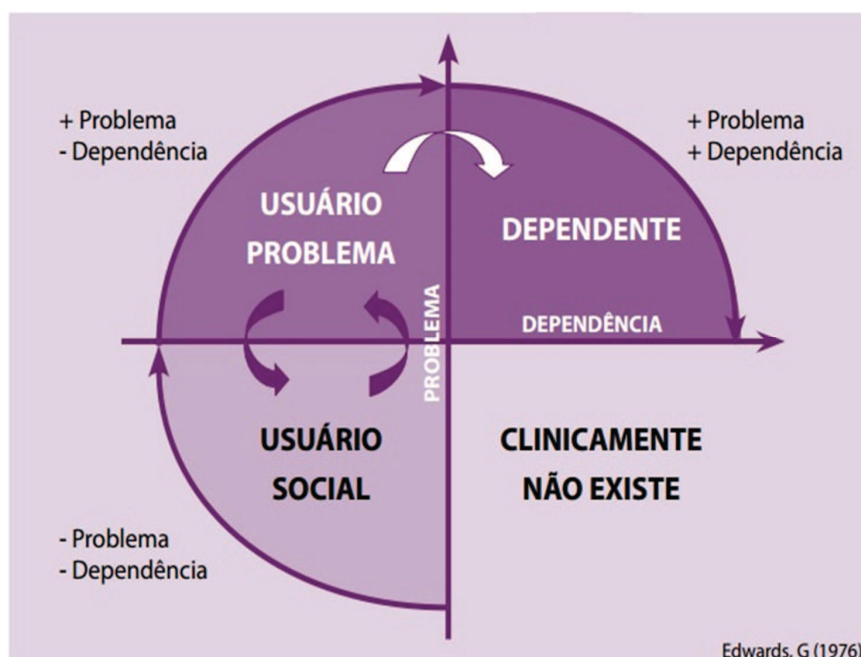 + Problema
- Dependência
+ Problema
+ Dependência
USUÁRIO
PROBLEMA
DEPENDENTE
PROBLEMA
DEPENDÊNCIA
USUÁRIO
SOCIAL
CLINICAMENTE
NÃO EXISTE
- Problema
- Dependência
Edwards, G (1976)